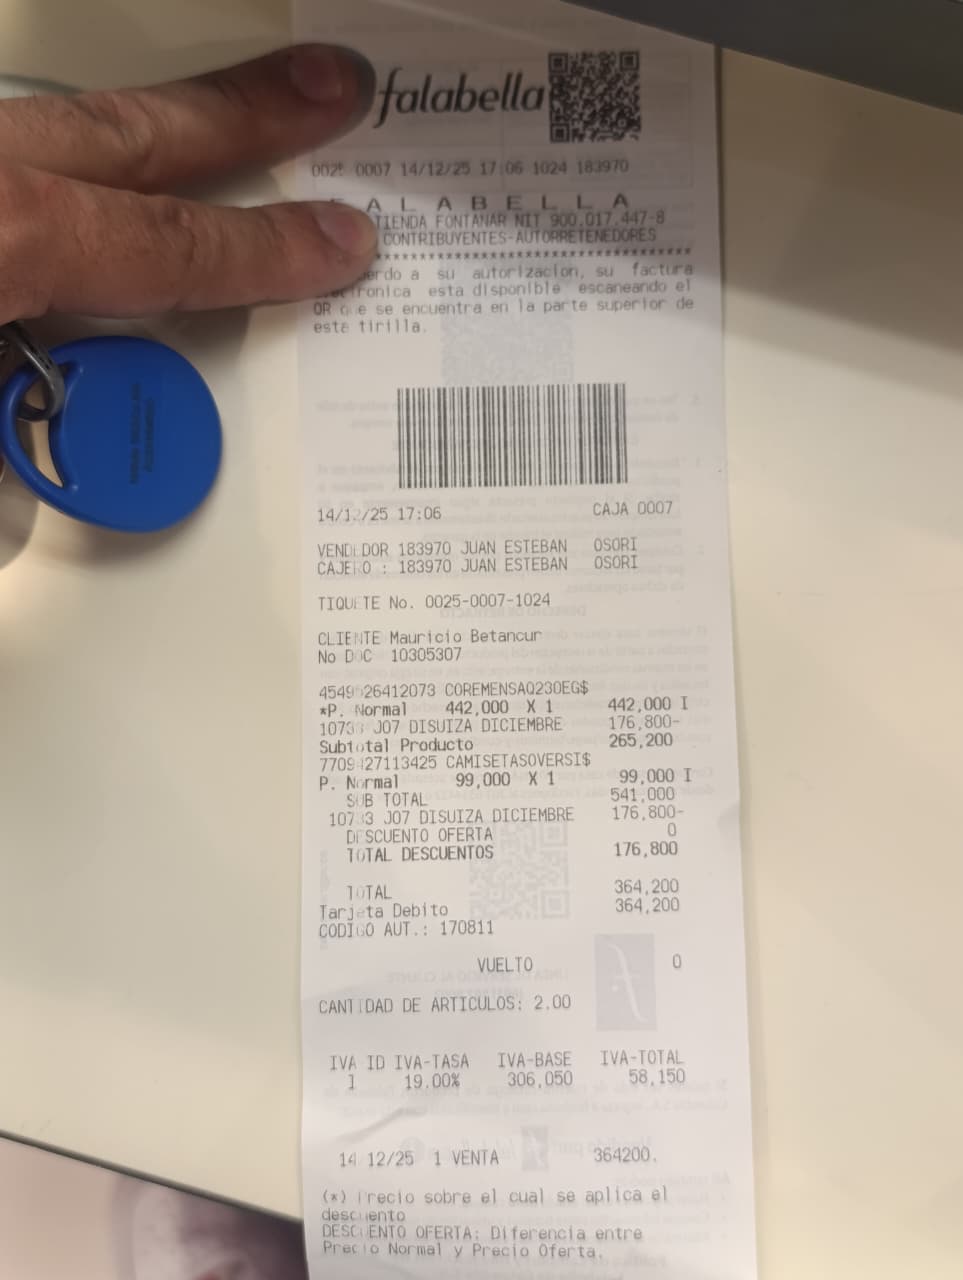 falabella
0025 0007 14/12/25 17:06 1024 183970
F A L A B E L L A
TIENDA FONTANAR NIT 900.017.447-8
CONTRIBUYENTES-AUTORRETENEDORES
*****************************************
erdo a su autorizacion, su factura
ectronica esta disponible escaneando el
QR que se encuentra en la parte superior de
esta tirilla.
14/12/25 17:06 CAJA 0007
VENDEDOR 183970 JUAN ESTEBAN OSORI
CAJERO : 183970 JUAN ESTEBAN OSORI
TIQUETE No. 0025-0007-1024
CLIENTE Mauricio Betancur
No DOC 10305307
COREMENSAQ230EG$
*P. Normal 442,000 X 1 442,000 I
10733 J07 DISUIZA DICIEMBRE 176,800-
Subtotal Producto 265,200
CAMISETASOVERSI$
P. Normal 99,000 X 1 99,000 I
SUB TOTAL 541,000
10733 J07 DISUIZA DICIEMBRE 176,800-
DESCUENTO OFERTA 0
TOTAL DESCUENTOS 176,800
TOTAL 364,200
Tarjeta Debito 364,200
CODIGO AUT.: 170811
VUELTO 0
CANTIDAD DE ARTICULOS: 2.00
IVA ID IVA-TASA IVA-BASE IVA-TOTAL
1 19.00% 306,050 58,150
14 12/25 1 VENTA 364200.
(*) Precio sobre el cual se aplica el
descuento
DESCUENTO OFERTA: Diferencia entre
Precio Normal y Precio Oferta.